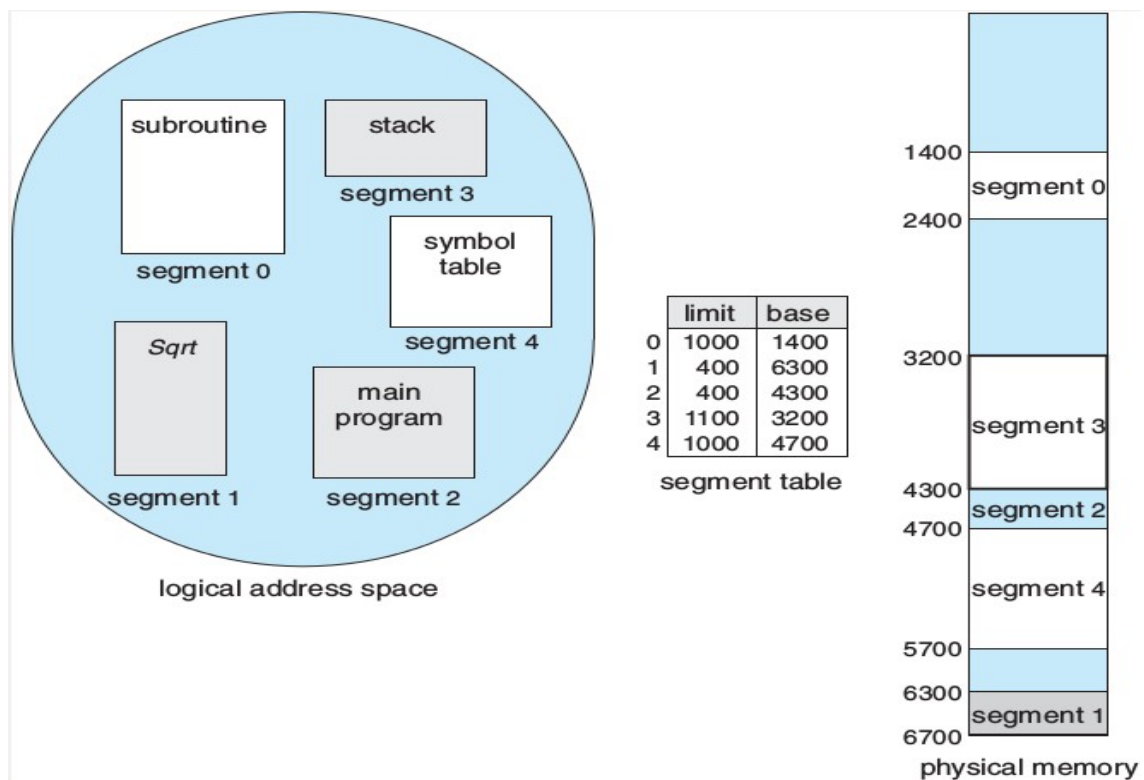 subroutine
segment 0
stack
segment 3
symbol
table
segment 4
Sqrt
segment 1
main
program
segment 2
logical address space
limit base
0 1000 1400
1 400 6300
2 400 4300
3 1100 3200
4 1000 4700
segment table
1400
segment 0
2400
3200
segment 3
4300
segment 2
4700
segment 4
5700
6300
segment 1
6700
physical memory